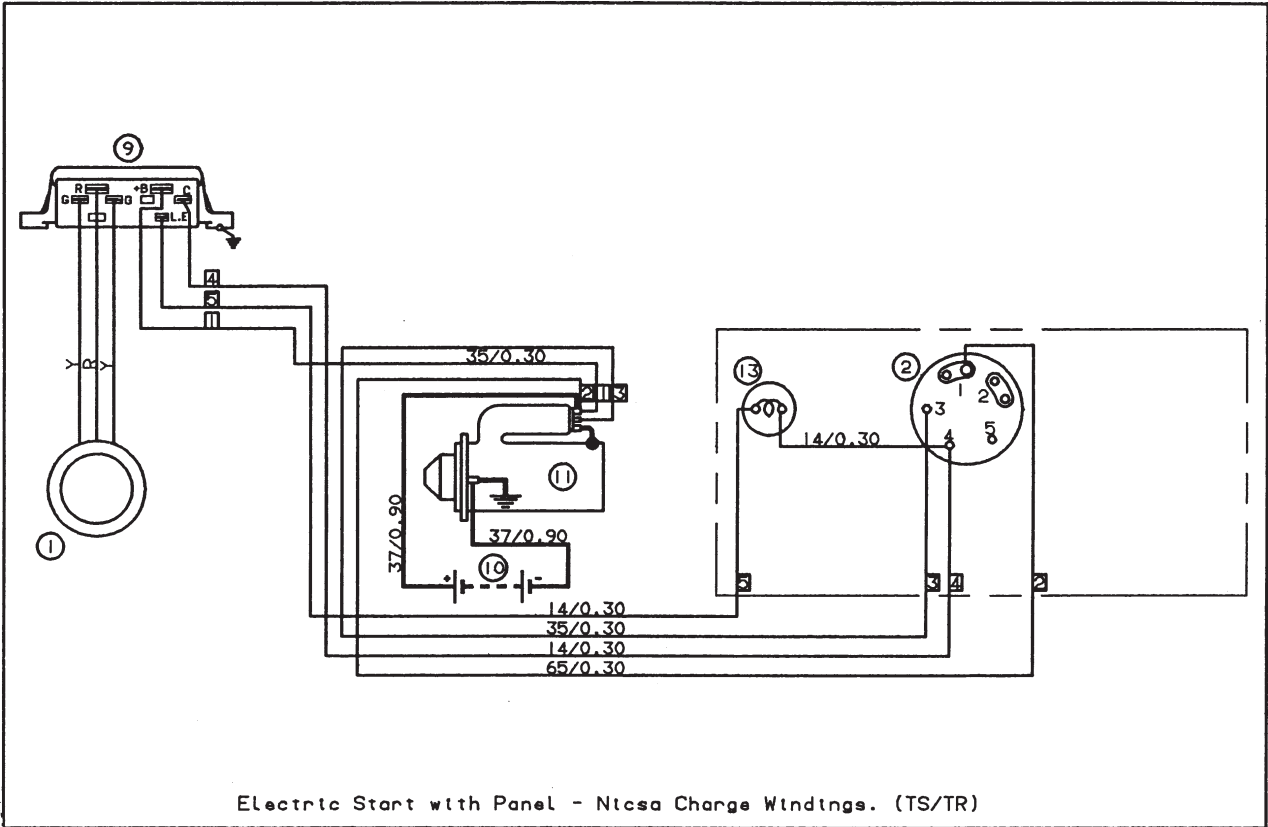 9
R
+B
C
G
G
L.E
4
5
1
Y
R
Y
1
35/0.30
2 1 3
11
37/0.90
37/0.90
+
10
-
13
2
1
2
3
4
5
14/0.30
5
3
4
2
14/0.30
35/0.30
14/0.30
65/0.30
Electric Start with Panel - Nicsa Charge Windings. (TS/TR)